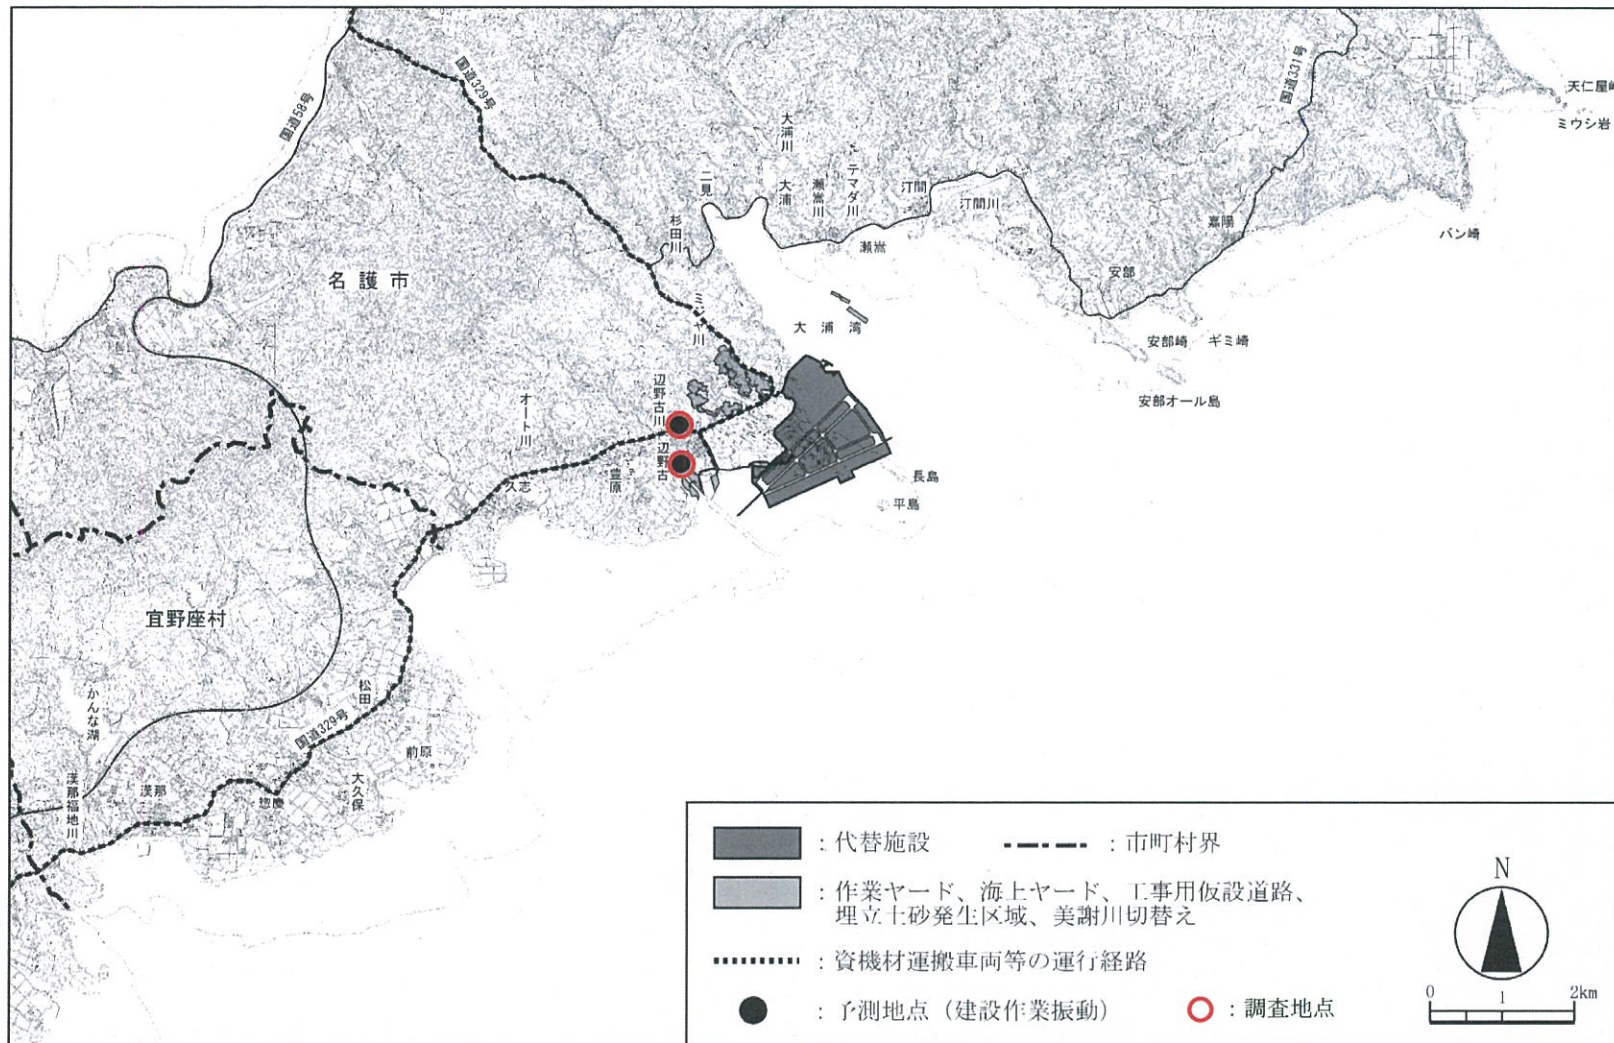 国道58号
国道329号
国道331号
天仁屋崎
ミウシ岩
バン崎
大浦川
大浦
瀬嵩川
テマダ川
汀間
汀間川
瀬嵩
嘉陽
安部
安部崎
ギミ崎
安部オール島
二見
杉田川
名護市
ミジャ川
大浦湾
辺野古川
辺野古
オート川
久志
豊原
長島
平島
宜野座村
かんな湖
松田
国道329号
前原
大久保
惣慶
漢那
漢那福地川
：代替施設
：市町村界
：作業ヤード、海上ヤード、工事用仮設道路、
埋立土砂発生区域、美謝川切替え
：資機材運搬車両等の運行経路
：予測地点（建設作業振動）
：調査地点
N
0 1 2km